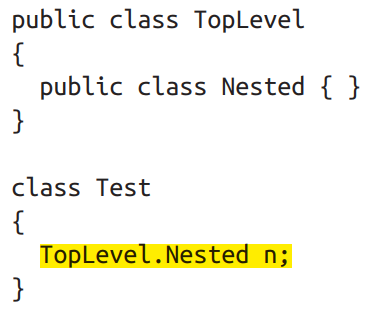 public class TopLevel
{
  public class Nested { }
}

class Test
{
  TopLevel.Nested n;
}